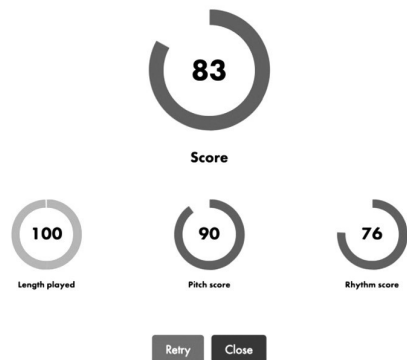 83
Score
100 90 76
Length played Pitch score Rhythm score
Retry Close